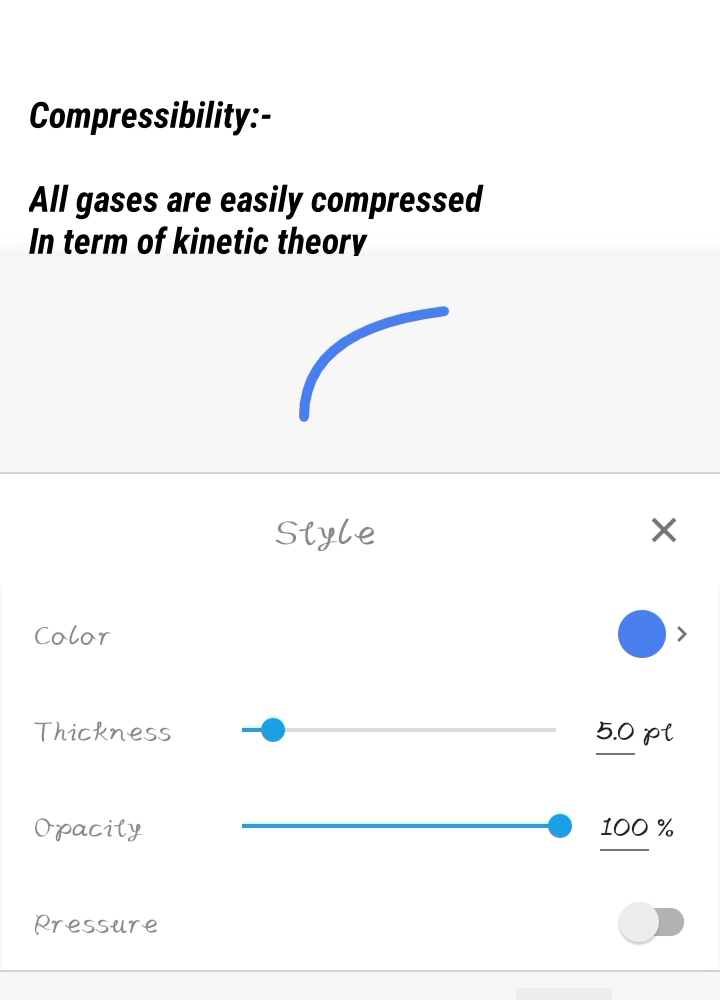 Compressibility:-
All gases are easily compressed
In term of kinetic theory
Style
Color
Thickness 5.0 pt
Opacity 100 %
Pressure